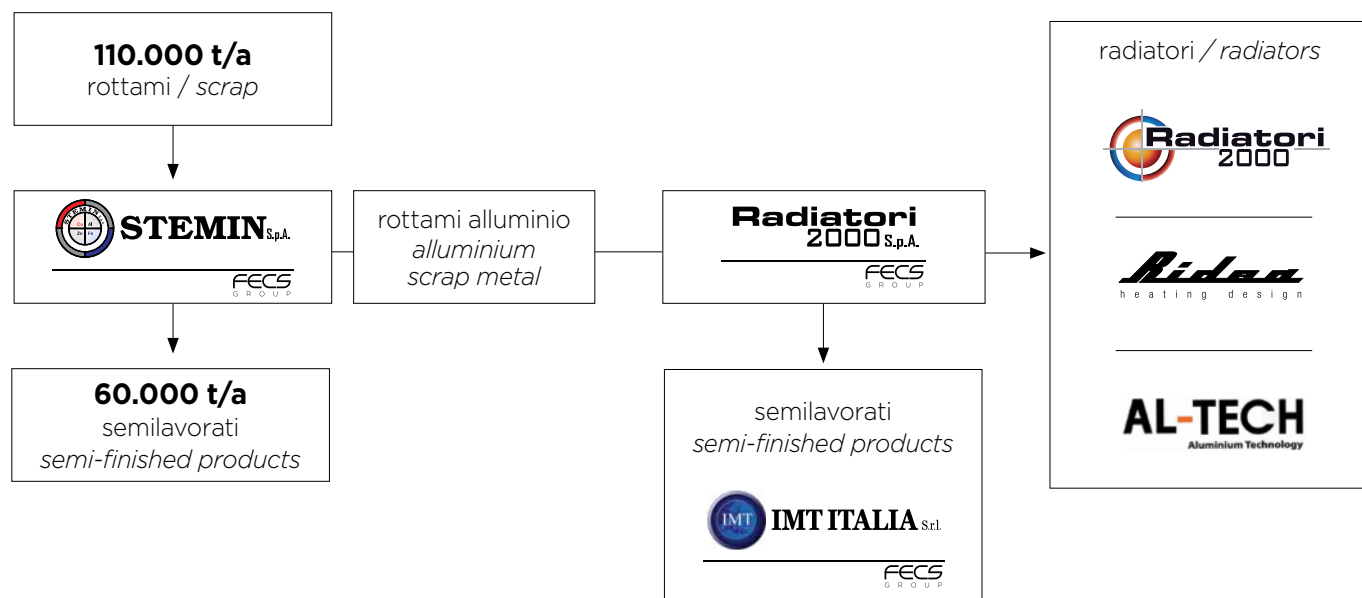 110.000 t/a
rottami / scrap
STEMIN S.p.A.
FECS
GROUP
60.000 t/a
semilavorati
semi-finished products
rottami alluminio
alluminium
scrap metal
Radiatori
2000 S.p.A.
FECS
GROUP
semilavorati
semi-finished products
IMT
IMT ITALIA S.r.l.
FECS
GROUP
radiatori / radiators
Radiatori
2000
Ridea
heating design
AL-TECH
Aluminium Technology